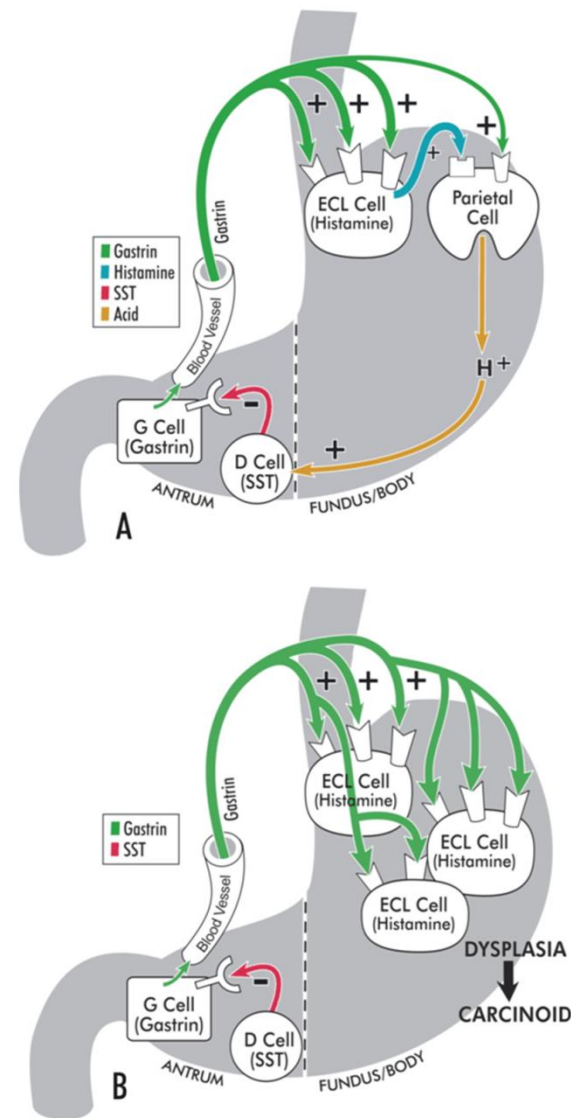 +
+
+
+
+
ECL Cell
(Histamine)
Parietal
Cell
Gastrin
Gastrin
Histamine
SST
Acid
Blood Vessel
H+
G Cell
(Gastrin)
-
+
D Cell
(SST)
ANTRUM
FUNDUS/BODY
A
+
+
+
ECL Cell
(Histamine)
Gastrin
Gastrin
SST
ECL Cell
(Histamine)
ECL Cell
(Histamine)
Blood Vessel
DYSPLASIA
CARCINOID
G Cell
(Gastrin)
-
D Cell
(SST)
ANTRUM
FUNDUS/BODY
B